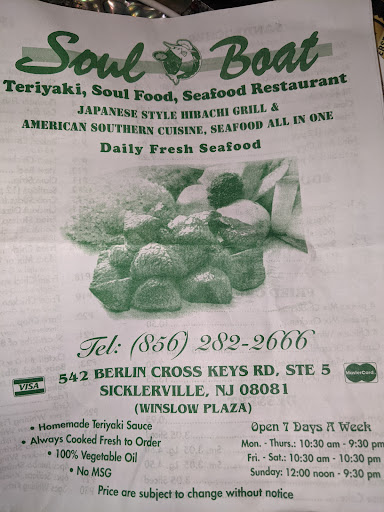 Soul Boat
Teriyaki, Soul Food, Seafood Restaurant
JAPANESE STYLE HIBACHI GRILL &
AMERICAN SOUTHERN CUISINE, SEAFOOD ALL IN ONE
Daily Fresh Seafood
Tel: (856) 282-2666
542 BERLIN CROSS KEYS RD, STE 5
VISA
MasterCard.
SICKLERVILLE, NJ 08081
(WINSLOW PLAZA)
• Homemade Teriyaki Sauce
• Always Cooked Fresh to Order
• 100% Vegetable Oil
• No MSG
Open 7 Days A Week
Mon. - Thurs.: 10:30 am - 9:30 pm
Fri. - Sat.: 10:30 am - 10:30 pm
Sunday: 12:00 noon - 9:30 pm
Price are subject to change without notice